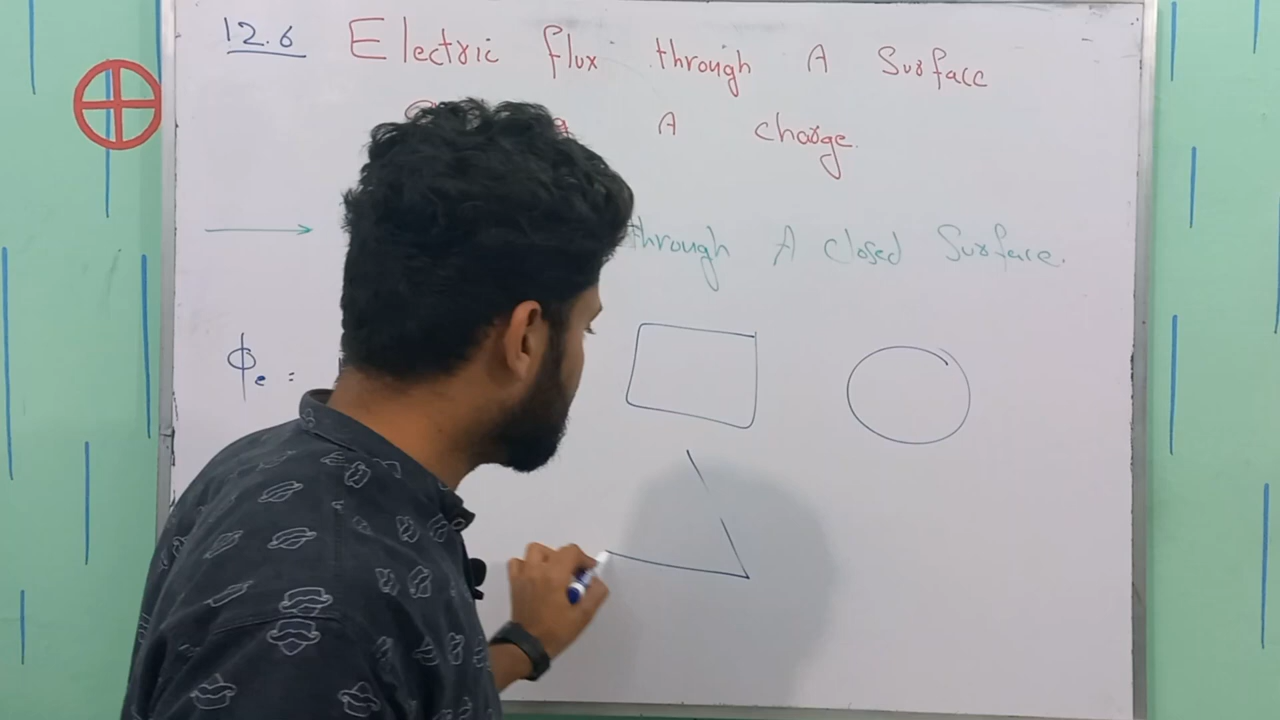 12.6 Electric flux through A Surface
A charge.
through A closed Surface.
ϕe =